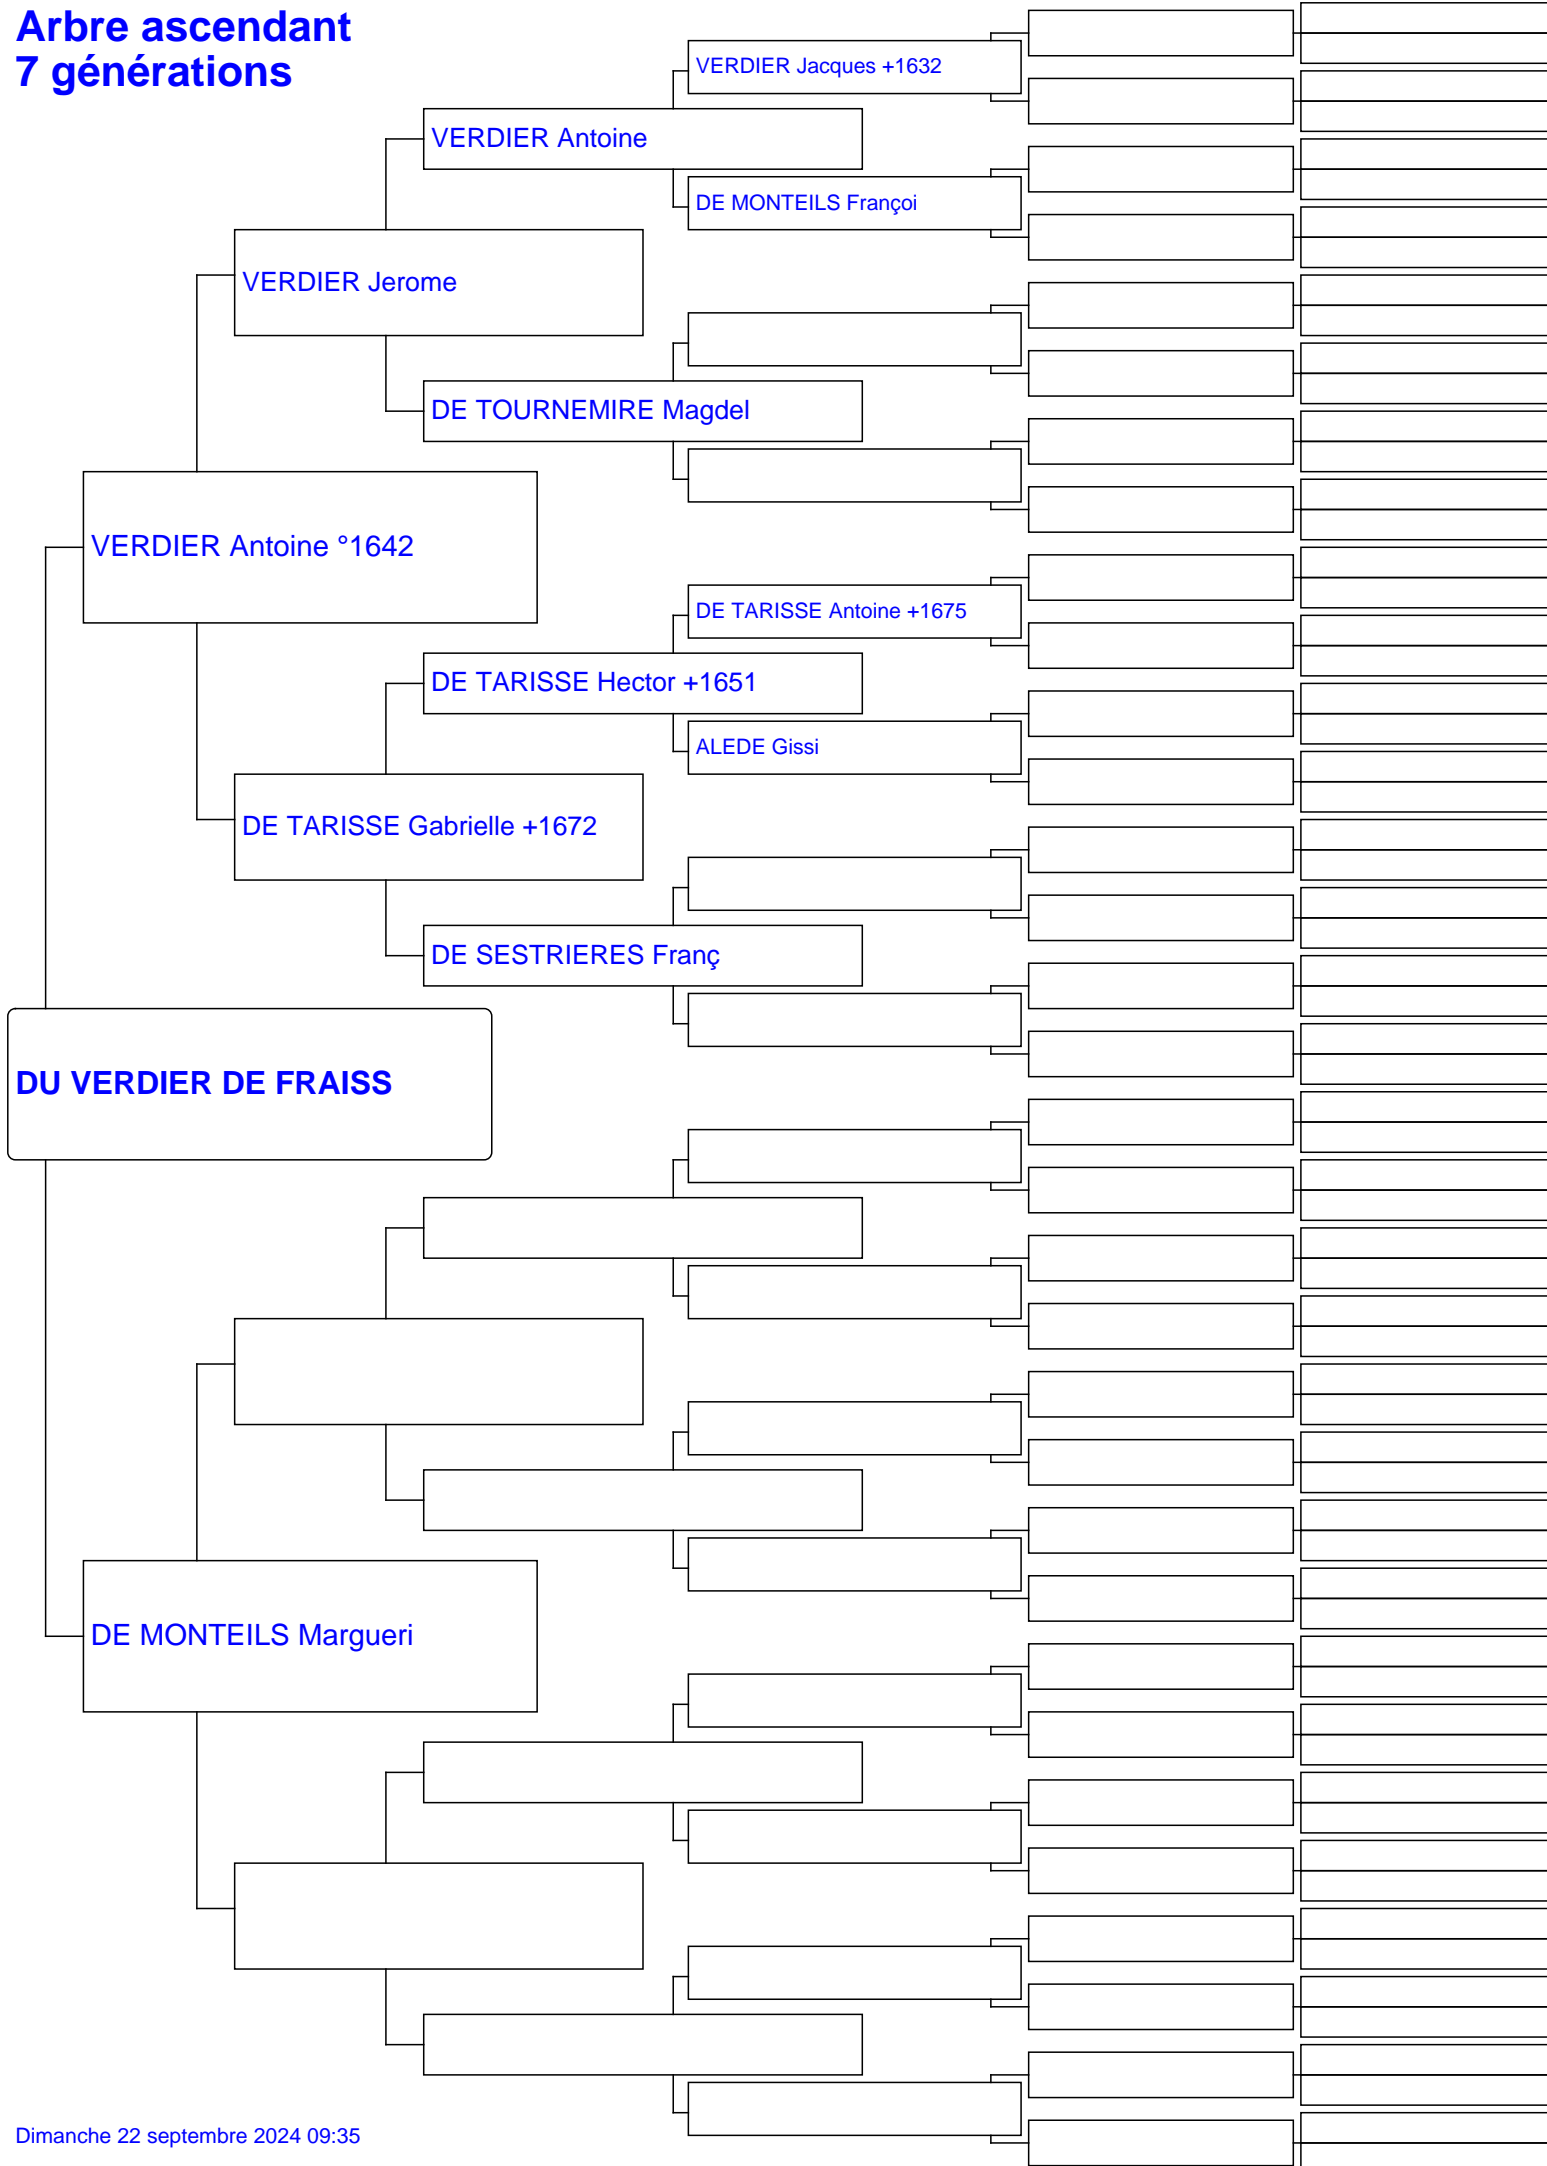 Arbre ascendant
7 générations
VERDIER Jacques +1632
VERDIER Antoine
DE MONTEILS Françoi
VERDIER Jerome
DE TOURNEMIRE Magdel
VERDIER Antoine °1642
DE TARISSE Antoine +1675
DE TARISSE Hector +1651
ALEDE Gissi
DE TARISSE Gabrielle +1672
DE SESTRIERES Franç
DU VERDIER DE FRAISS
DE MONTEILS Margueri
Dimanche 22 septembre 2024 09:35